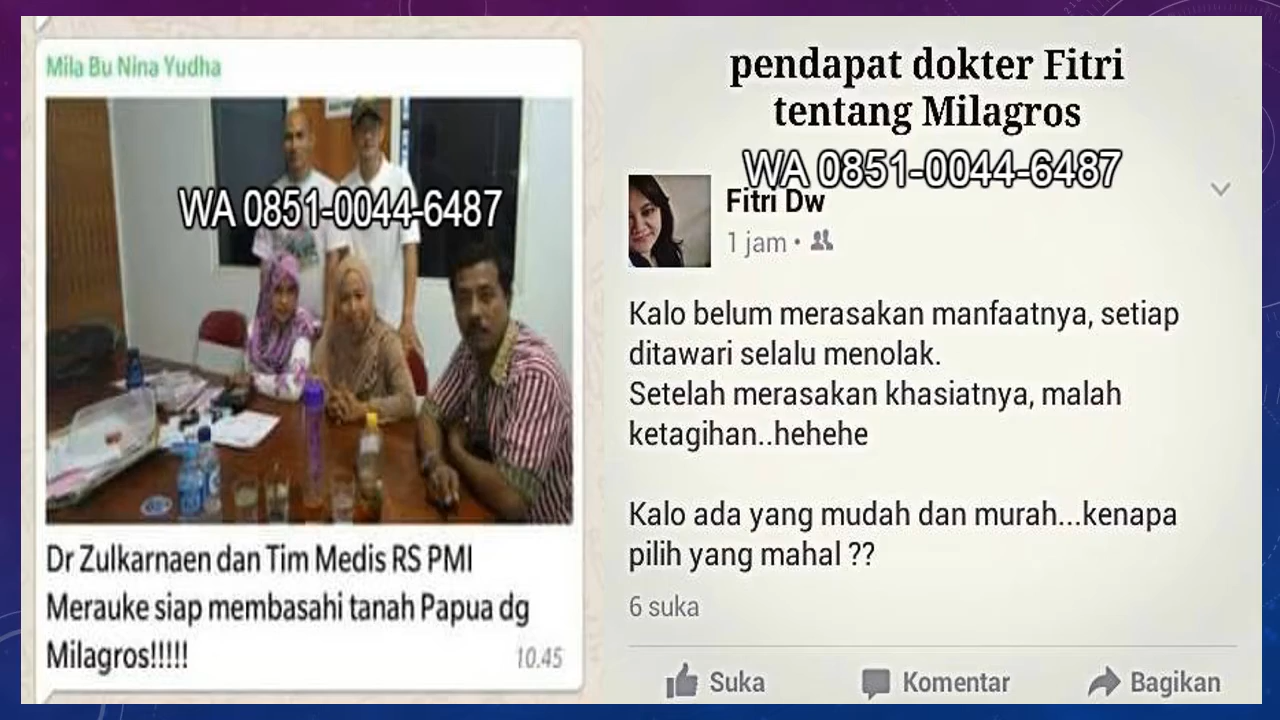 Mila Bu Nina Yudha
WA 0851-0044-6487
Dr Zulkarnaen dan Tim Medis RS PMI
Merauke siap membasahi tanah Papua dg
Milagros!!!!!
10.45
pendapat dokter Fitri
tentang Milagros
WA 0851-0044-6487
Fitri Dw
1 jam •
Kalo belum merasakan manfaatnya, setiap
ditawari selalu menolak.
Setelah merasakan khasiatnya, malah
ketagihan..hehehe
Kalo ada yang mudah dan murah...kenapa
pilih yang mahal ??
6 suka
Suka Komentar Bagikan